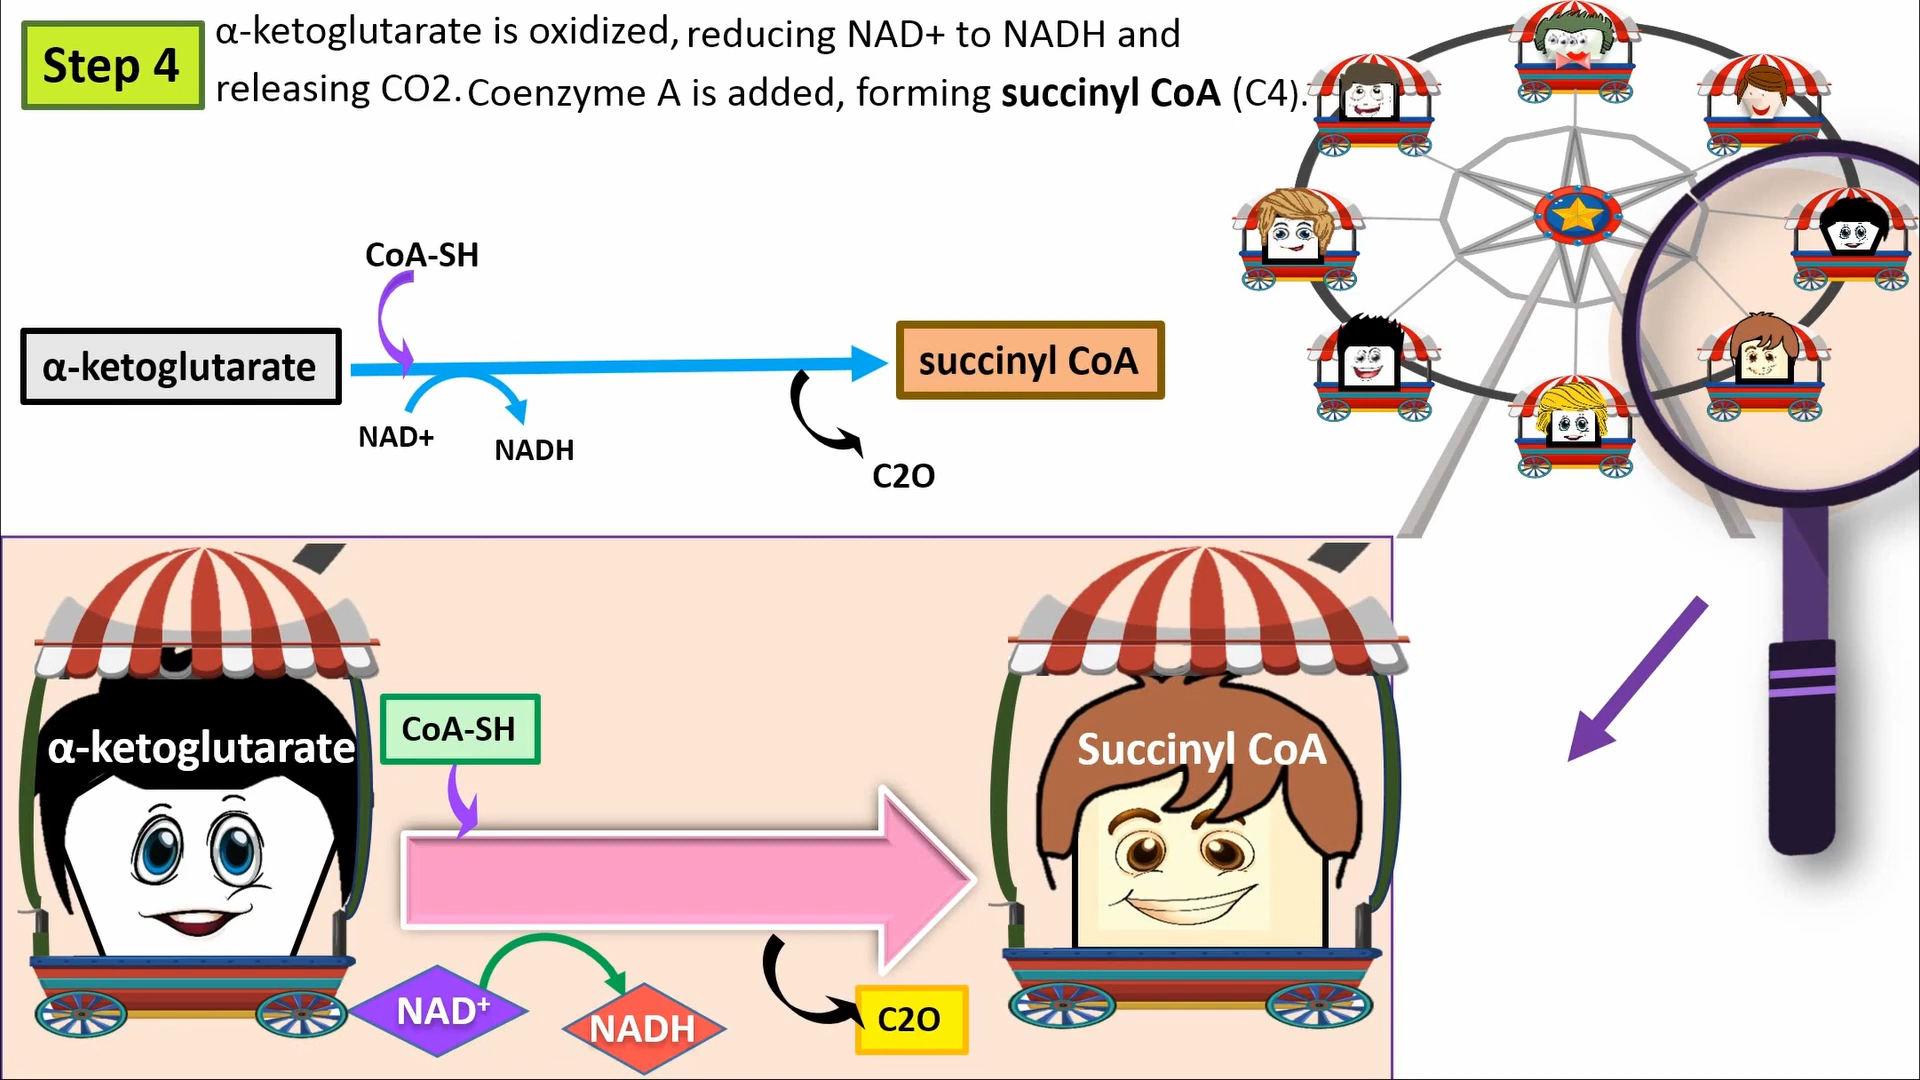 Step 4
α-ketoglutarate is oxidized, reducing NAD+ to NADH and
releasing CO2. Coenzyme A is added, forming succinyl CoA (C4).
CoA-SH
α-ketoglutarate
succinyl CoA
NAD+
NADH
C2O
α-ketoglutarate
CoA-SH
Succinyl CoA
NAD⁺
NADH
C2O